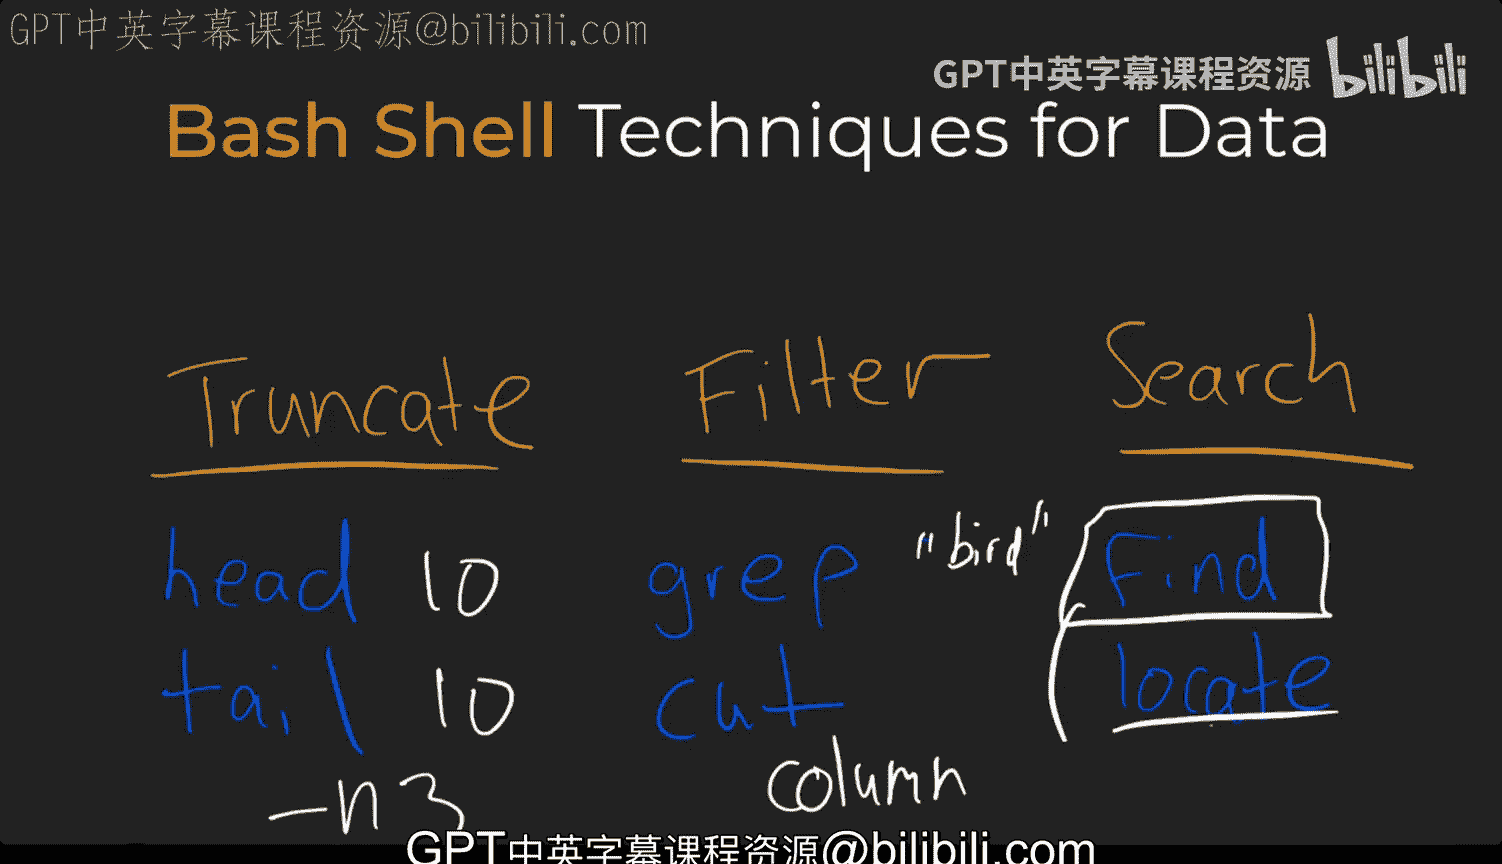 GPT中英字幕课程资源@bilibili.com
GPT中英字幕课程资源 bilibili
Bash Shell Techniques for Data
Truncate Filter Search
head 10 grep "bird" Find
tail 10 cut locate
-n 3 column
GPT中英字幕课程资源@bilibili.com